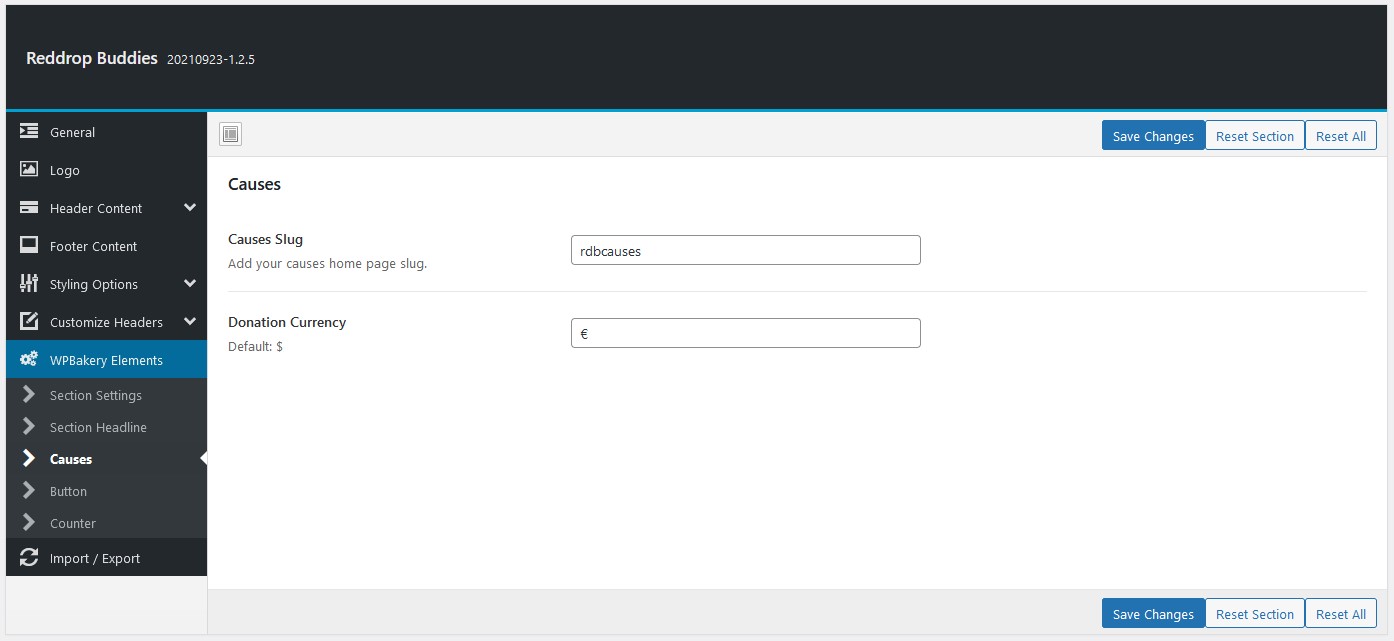 Reddrop Buddies 20210923-1.2.5
General
Logo
Header Content
Footer Content
Styling Options
Customize Headers
WPBakery Elements
Section Settings
Section Headline
Causes
Button
Counter
Import / Export
Save Changes Reset Section Reset All
Causes
Causes Slug
Add your causes home page slug.
rdbcauses
Donation Currency
Default: $
€
Save Changes Reset Section Reset All